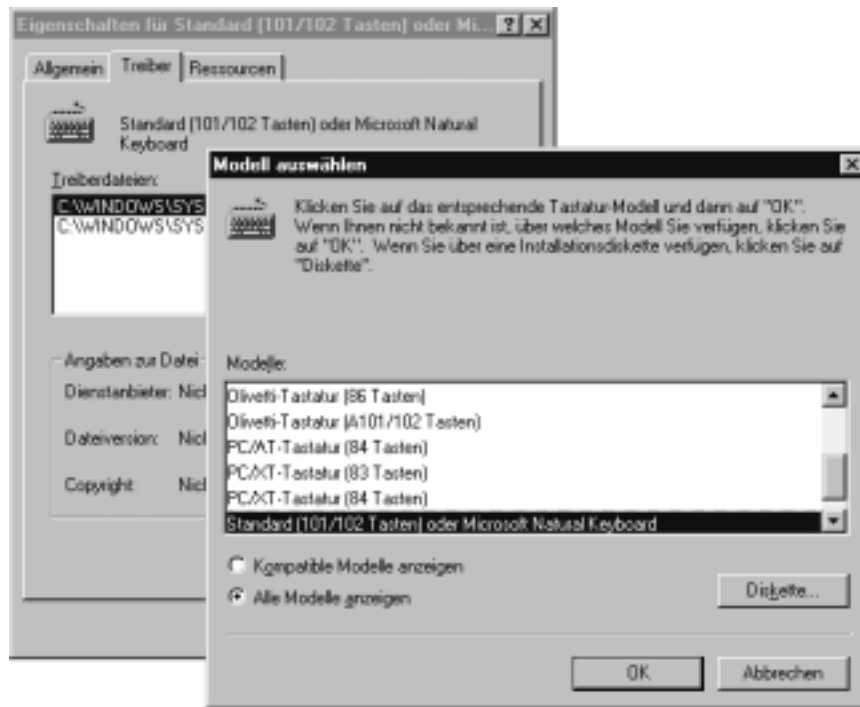 Eigenschaften für Standard (101/102 Tasten) oder Mi...
Allgemein Treiber Ressourcen
Standard (101/102 Tasten) oder Microsoft Natural
Keyboard
Treiberdateien:
C:\WINDOWS\SYS
C:\WINDOWS\SYS
Angaben zur Datei
Dienstanbieter: Nicl
Dateiversion: Nicl
Copyright: Nicl
Modell auswählen
Klicken Sie auf das entsprechende Tastatur-Modell und dann auf "OK".
Wenn Ihnen nicht bekannt ist, über welches Modell Sie verfügen, klicken Sie
auf "OK". Wenn Sie über eine Installationsdiskette verfügen, klicken Sie auf
"Diskette".
Modelle:
Olivetti-Tastatur (86 Tasten)
Olivetti-Tastatur (A101/102 Tasten)
PC/AT-Tastatur (84 Tasten)
PC/XT-Tastatur (83 Tasten)
PC/XT-Tastatur (84 Tasten)
Standard (101/102 Tasten) oder Microsoft Natural Keyboard
Kompatible Modelle anzeigen
Alle Modelle anzeigen
Diskette...
OK Abbrechen